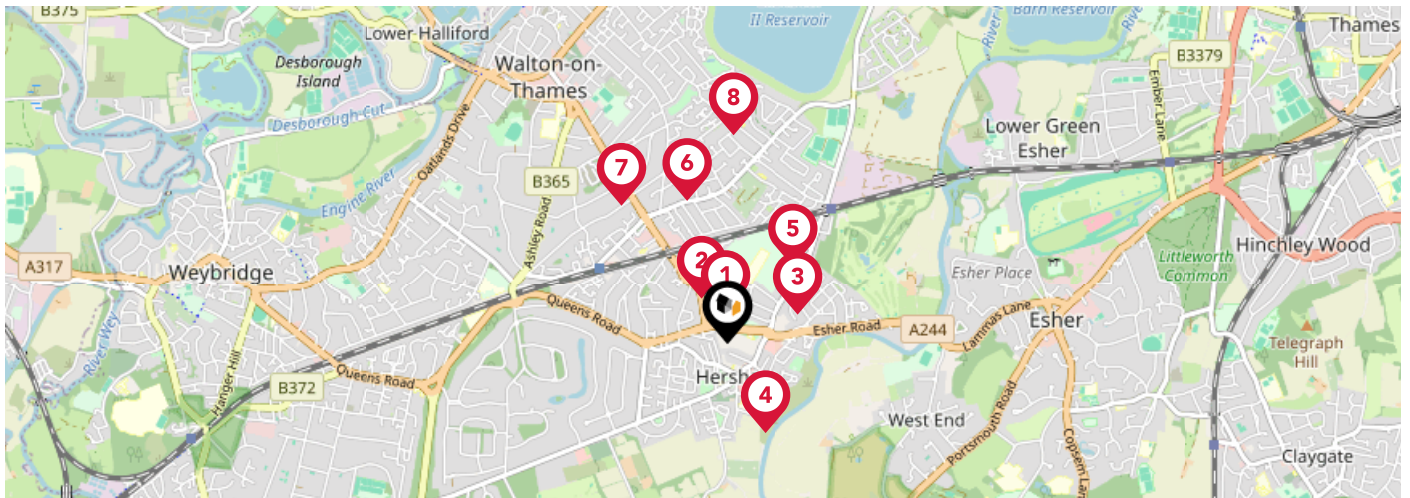 B375
Lower Halliford
II Reservoir
River
Barn Reservoir
River
Thames
Desborough
Island
Walton-on-
Thames
B3379
Desborough Cut
8
Ember Lane
Lower Green
Esher
Oatlands Drive
6
7
B365
Engine River
Ashley Road
5
2
1
3
Hinchley Wood
A317
Weybridge
Esher Place
Littleworth
Common
Queens Road
Esher Road
A244
Lammas Lane
Esher
River Wey
Telegraph
Hill
Hanger Hill
Queens Road
B372
Hersh
4
West End
Portsmouth Road
Copsem Lane
Claygate